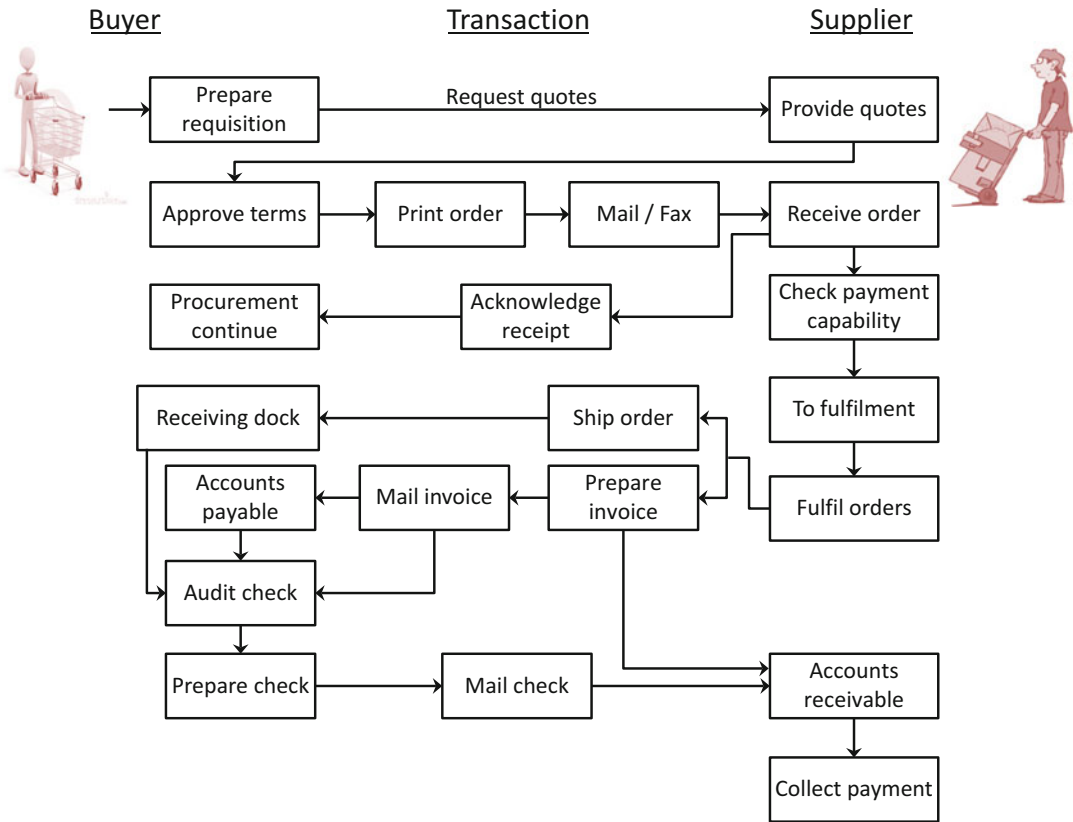 Buyer
Transaction
Supplier
Prepare
requisition
Request quotes
Provide quotes
Approve terms
Print order
Mail / Fax
Receive order
Procurement
continue
Acknowledge
receipt
Check payment
capability
Receiving dock
Ship order
To fulfilment
Accounts
payable
Mail invoice
Prepare
invoice
Fulfil orders
Audit check
Prepare check
Mail check
Accounts
receivable
Collect payment